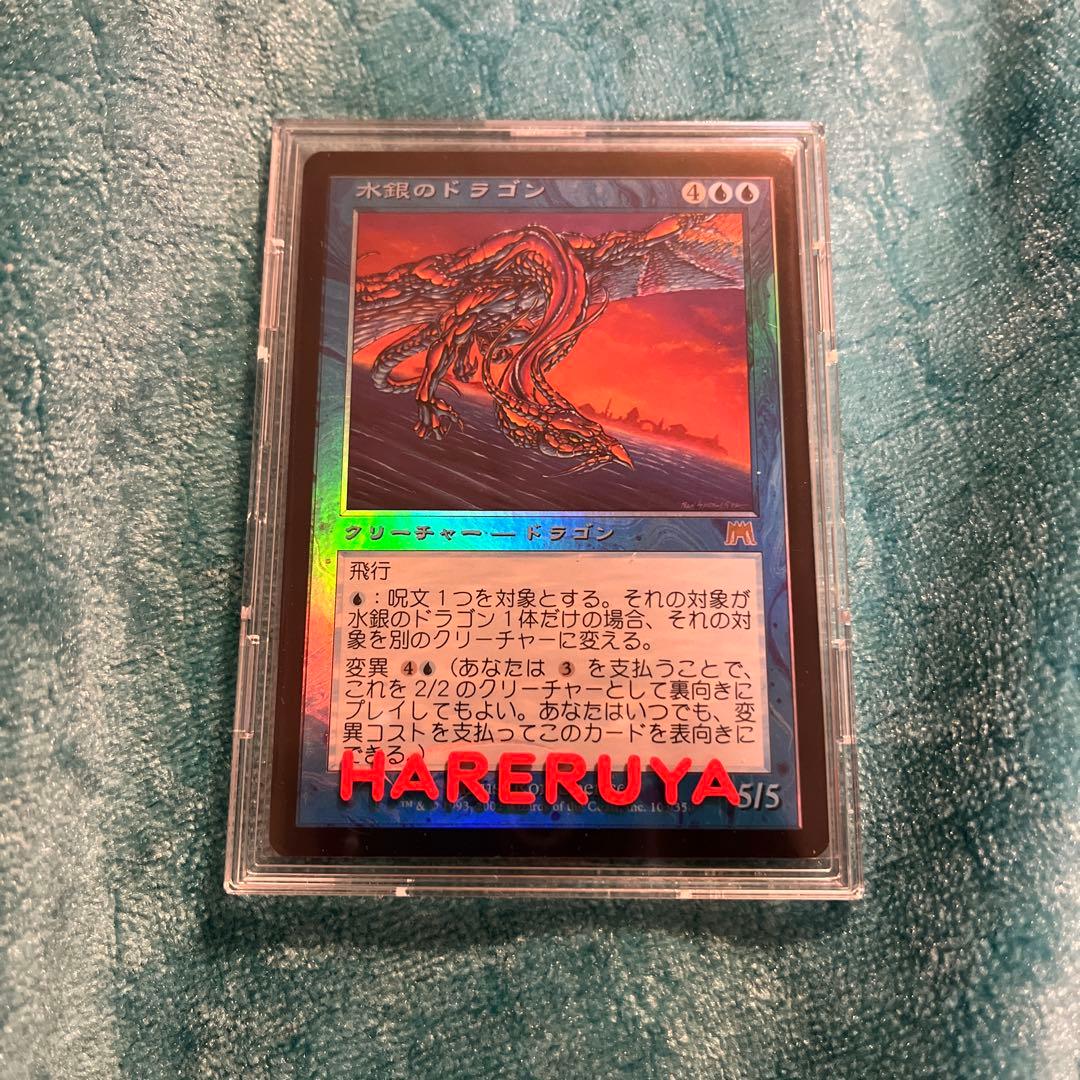 水銀のドラゴン 4
クリーチャー ― ドラゴン
飛行
：呪文１つを対象とする。それの対象が
水銀のドラゴン１体だけの場合、それの対
象を別のクリーチャーに変える。
変異 4（あなたは 3 を支払うことで、
これを 2/2 のクリーチャーとして裏向きに
プレイしてもよい。あなたはいつでも、変
異コストを支払ってこのカードを表向きに
できる。）
HARERUYA
5/5